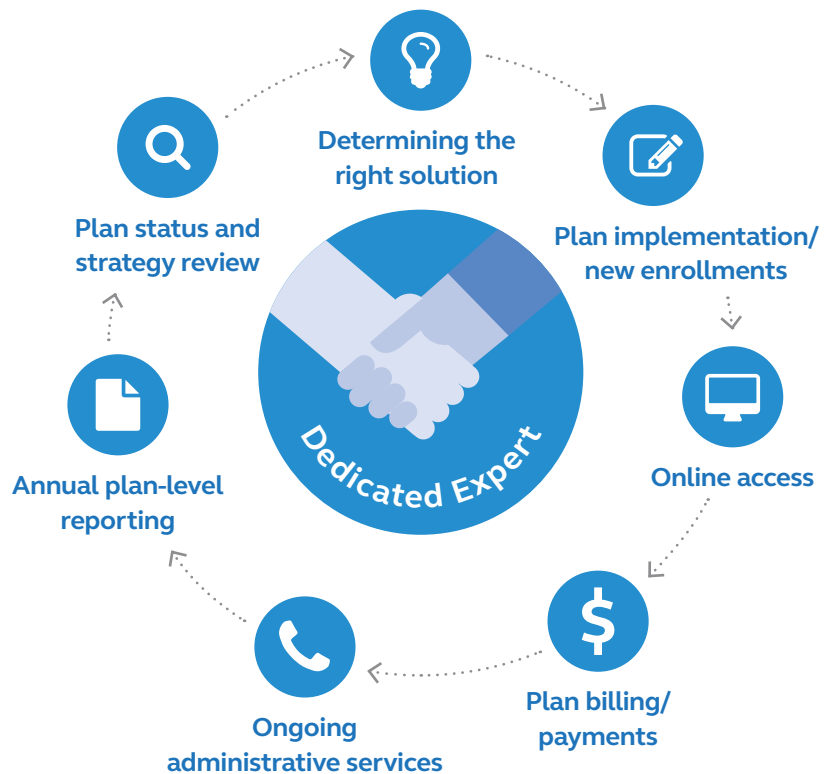 Determining the
right solution
Plan implementation/
new enrollments
Online access
Plan billing/
payments
Ongoing
administrative services
Annual plan-level
reporting
Plan status and
strategy review
Dedicated Expert